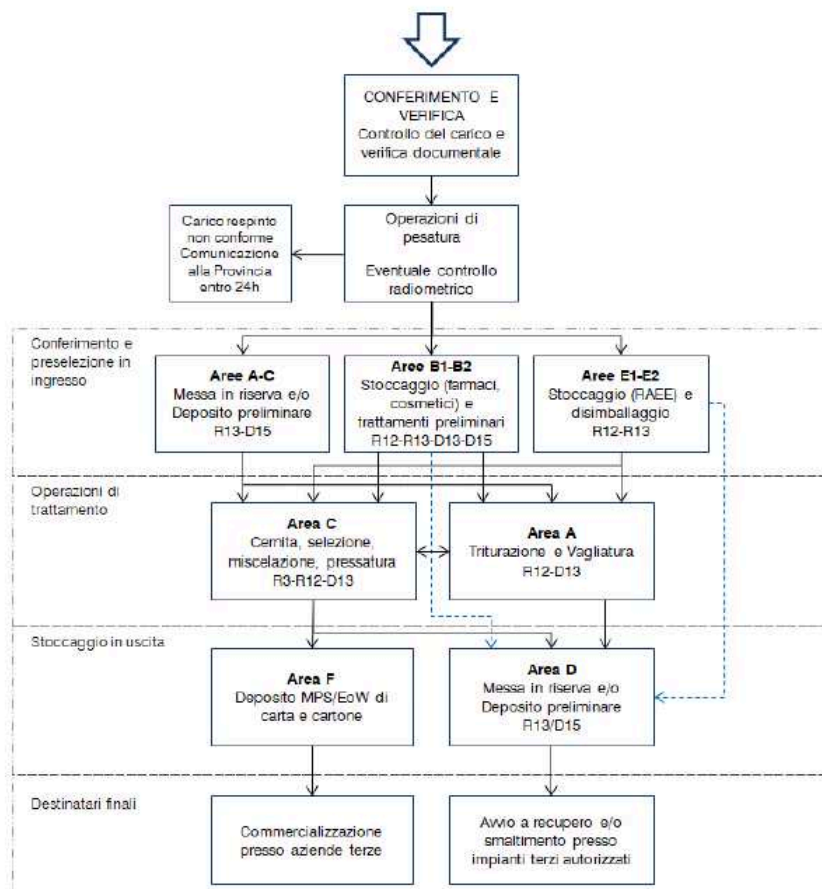 CONFERIMENTO E
VERIFICA
Controllo del carico e
verifica documentale
Operazioni di
pesatura
Eventuale controllo
radiometrico
Carico respinto
non conforme
Comunicazione
alla Provincia
entro 24h
Conferimento e
preselezione in
ingresso
Aree A-C
Messa in riserva e/o
Deposito preliminare
R13-D15
Aree B1-B2
Stoccaggio (farmaci,
cosmetici) e
trattamenti preliminari
R12-R13-D13-D15
Aree E1-E2
Stoccaggio (RAEE) e
disimballaggio
R12-R13
Operazioni di
trattamento
Area C
Cernita, selezione,
miscelazione, pressatura
R3-R12-D13
Area A
Triturazione e Vagliatura
R12-D13
Stoccaggio in uscita
Area F
Deposito MPS/EoW di
carta e cartone
Area D
Messa in riserva e/o
Deposito preliminare
R13/D15
Destinatari finali
Commercializzazione
presso aziende terze
Avvio a recupero e/o
smaltimento presso
impianti terzi autorizzati